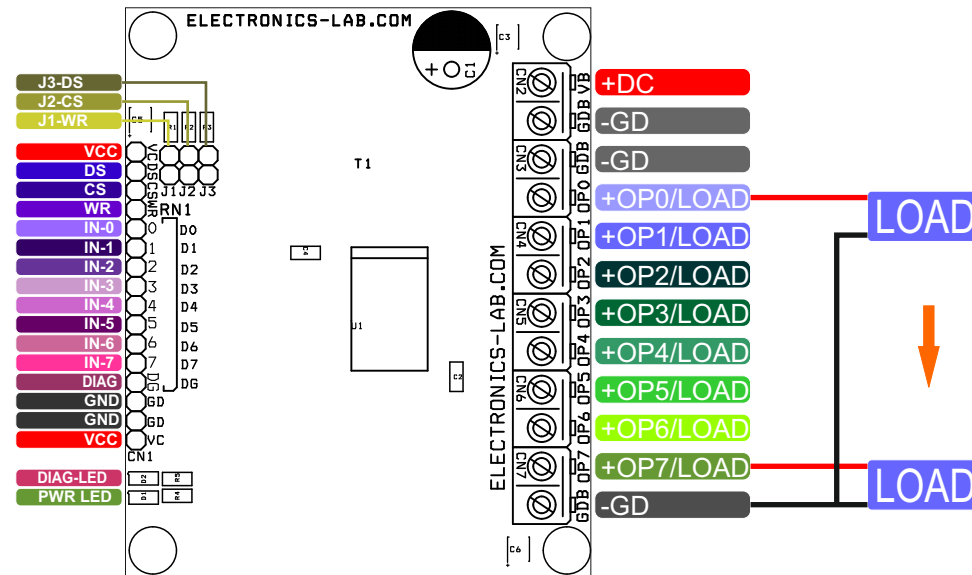 ELECTRONICS-LAB.COM
C3
+ C1
J3-DS
J2-CS
J1-WR
C5
R1 R2 R3
J1 J2 J3
T1
VCC VC
DS DS
CS CS
WR WR
RN1
IN-0 0 D0
IN-1 1 D1
IN-2 2 D2
IN-3 3 D3
IN-4 4 D4
IN-5 5 D5
IN-6 6 D6
IN-7 7 D7
DIAG DG DG
GND GD
GND GD
VCC VC
CN1
DIAG-LED D2 R5
PWR LED D1 R4
C4
U1
C2
ELECTRONICS-LAB.COM
C6
CN2 VB +DC
GDB -GD
CN3 GDB -GD
OP0 +OP0/LOAD
CN4 OP1 +OP1/LOAD
OP2 +OP2/LOAD
CN5 OP3 +OP3/LOAD
OP4 +OP4/LOAD
CN6 OP5 +OP5/LOAD
OP6 +OP6/LOAD
CN7 OP7 +OP7/LOAD
GDB -GD
LOAD
LOAD